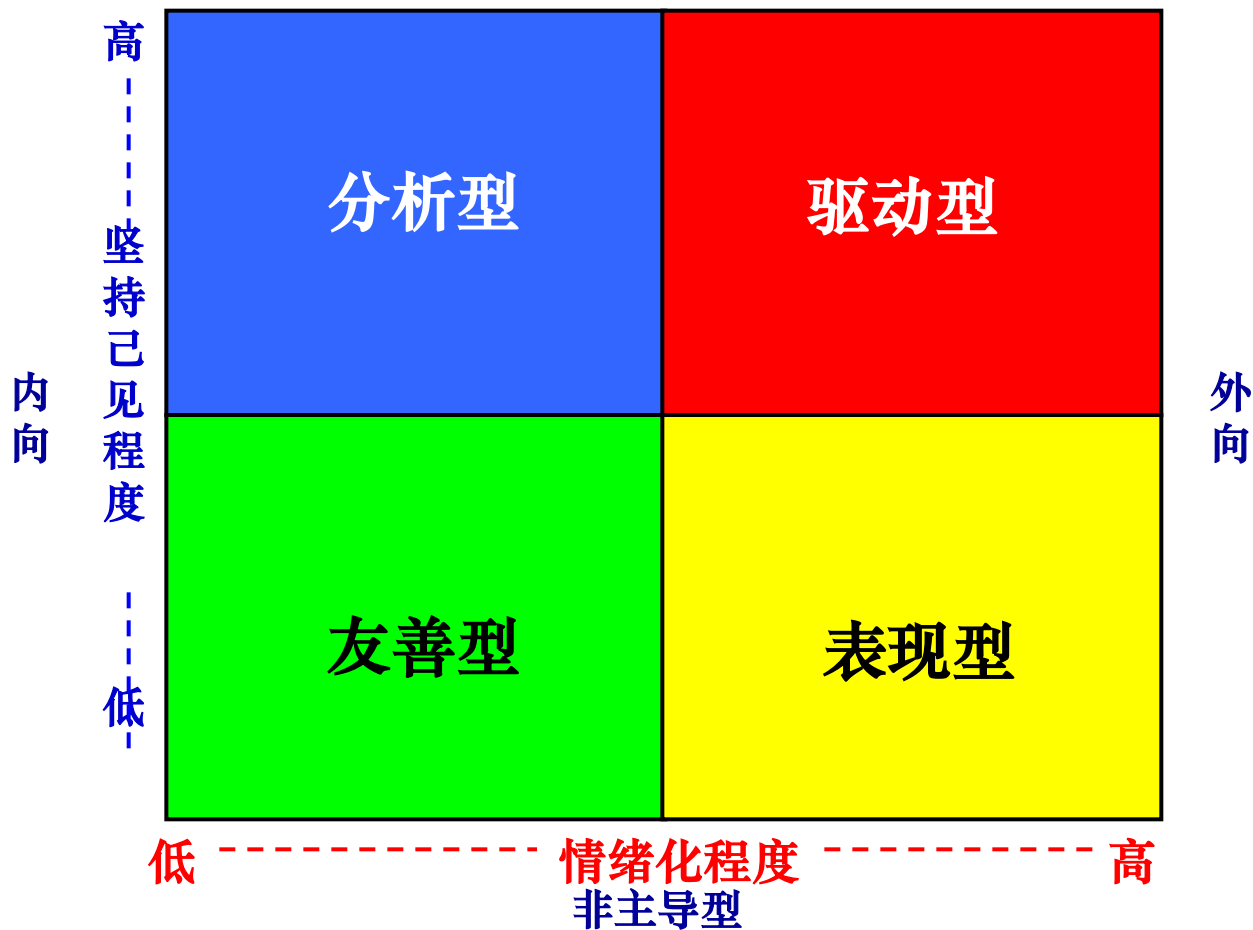 高
坚持己见程度
低
内向
外向
分析型
驱动型
友善型
表现型
低
情绪化程度
高
非主导型